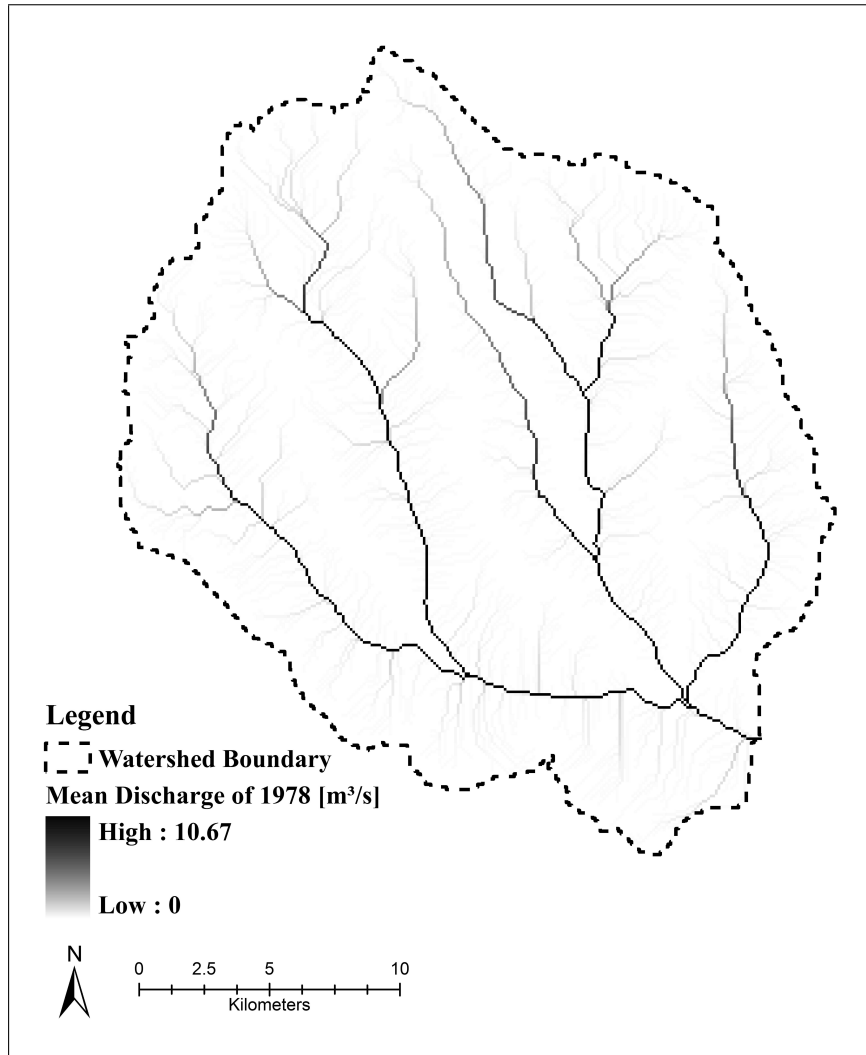 Legend
Watershed Boundary
Mean Discharge of 1978 [m³/s]
High : 10.67
Low : 0
N
0 2.5 5 10
Kilometers